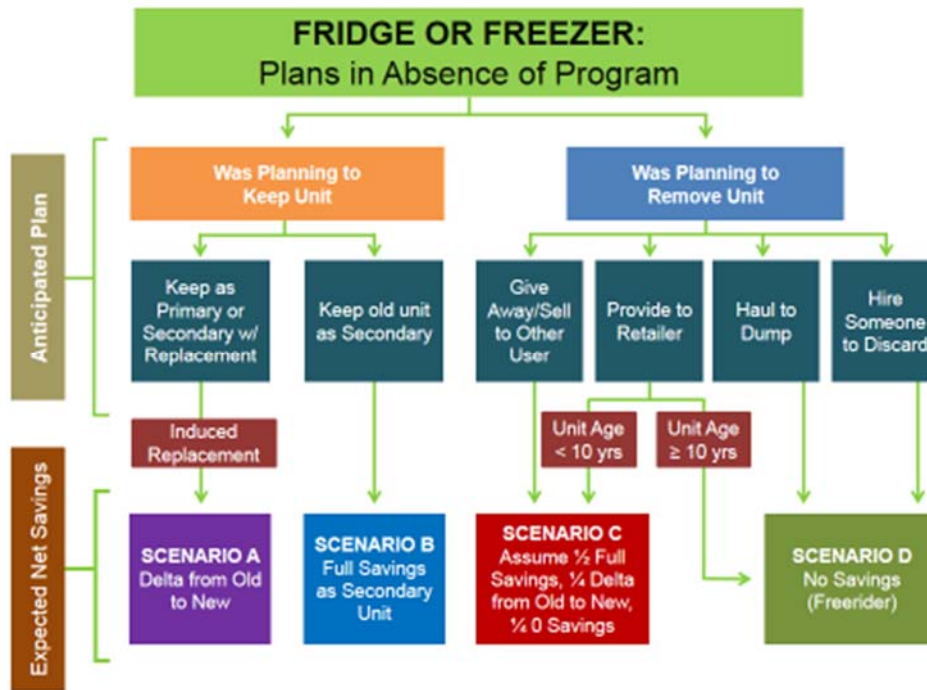 FRIDGE OR FREEZER:
Plans in Absence of Program
Anticipated Plan
Was Planning to
Keep Unit
Was Planning to
Remove Unit
Keep as
Primary or
Secondary w/
Replacement
Keep old unit
as Secondary
Give
Away/Sell
to Other
User
Provide to
Retailer
Haul to
Dump
Hire
Someone
to Discard
Induced
Replacement
Unit Age
< 10 yrs
Unit Age
≥ 10 yrs
Expected Net Savings
SCENARIO A
Delta from Old
to New
SCENARIO B
Full Savings
as Secondary
Unit
SCENARIO C
Assume ½ Full
Savings, ¼ Delta
from Old to New,
¼ 0 Savings
SCENARIO D
No Savings
(Freerider)